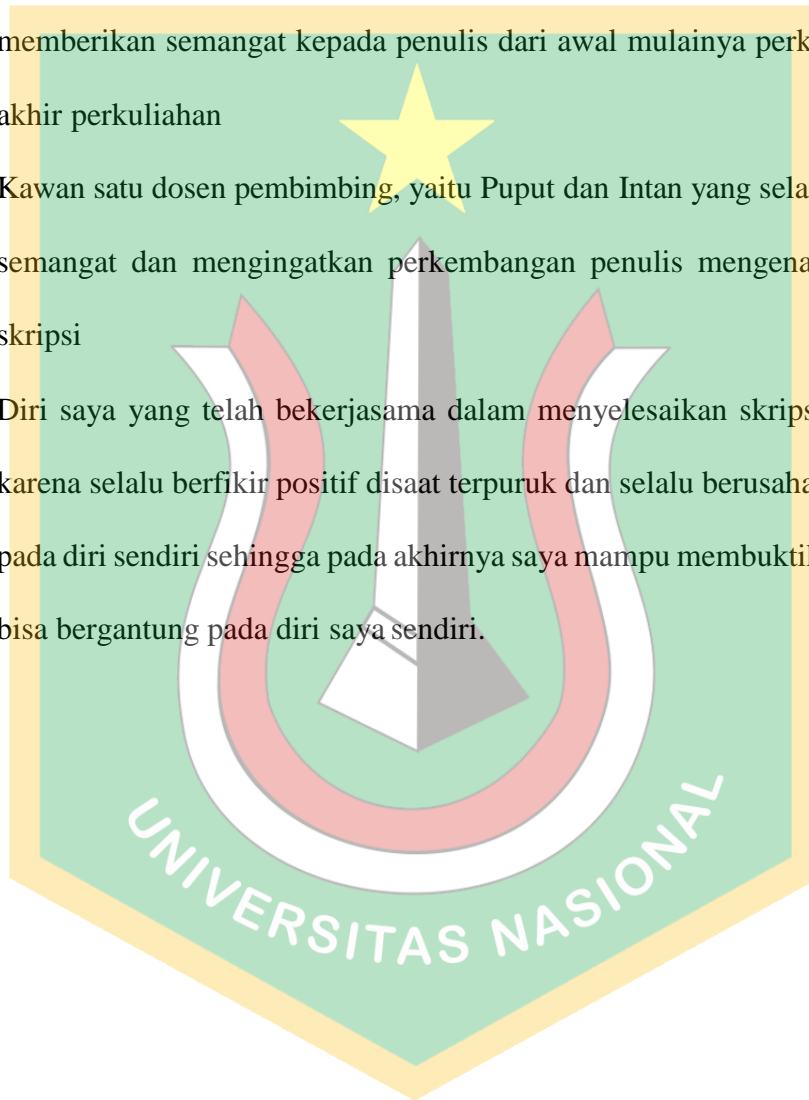 memberikan semangat kepada penulis dari awal mulainya perk
akhir perkuliahan
Kawan satu dosen pembimbing, yaitu Puput dan Intan yang sela
semangat dan mengingatkan perkembangan penulis mengena
skripsi
Diri saya yang telah bekerjasama dalam menyelesaikan skrips
karena selalu berfikir positif disaat terpuruk dan selalu berusaha
pada diri sendiri sehingga pada akhirnya saya mampu membuktik
bisa bergantung pada diri saya sendiri.
UNIVERSITAS NASIONAL